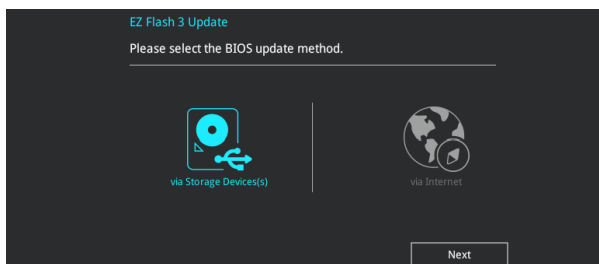 EZ Flash 3 Update
Please select the BIOS update method.
via Storage Devices(s)
via Internet
Next